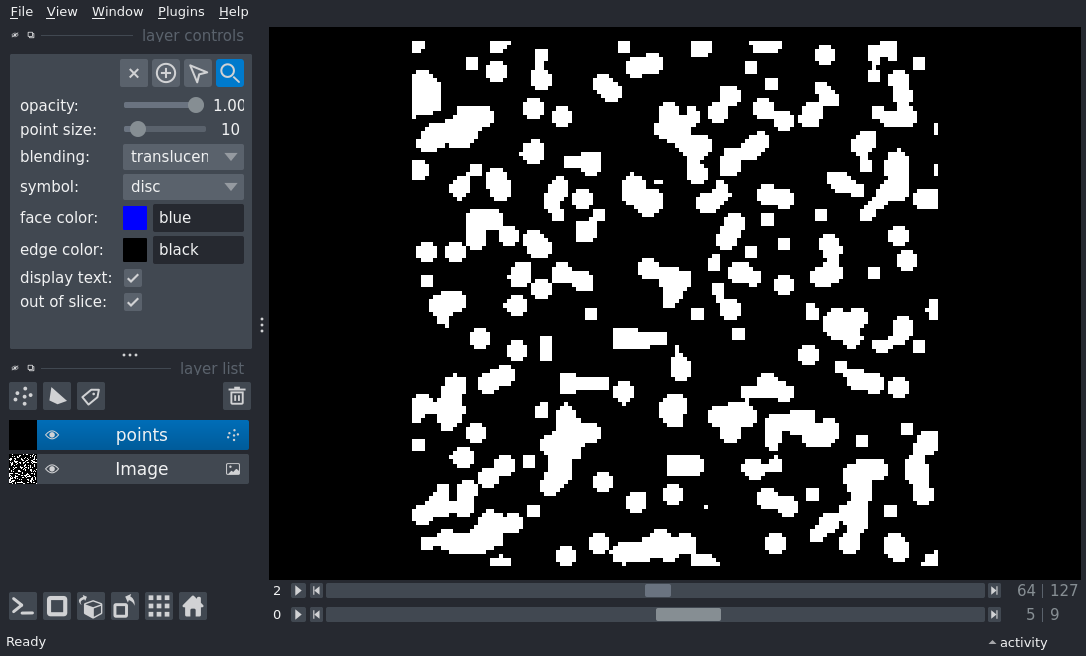 File View Window Plugins Help
layer controls
opacity: 1.00
point size: 10
blending: translucen
symbol: disc
face color: blue
edge color: black
display text:
out of slice:
layer list
points
Image
2 64 | 127
0 5 | 9
Ready activity